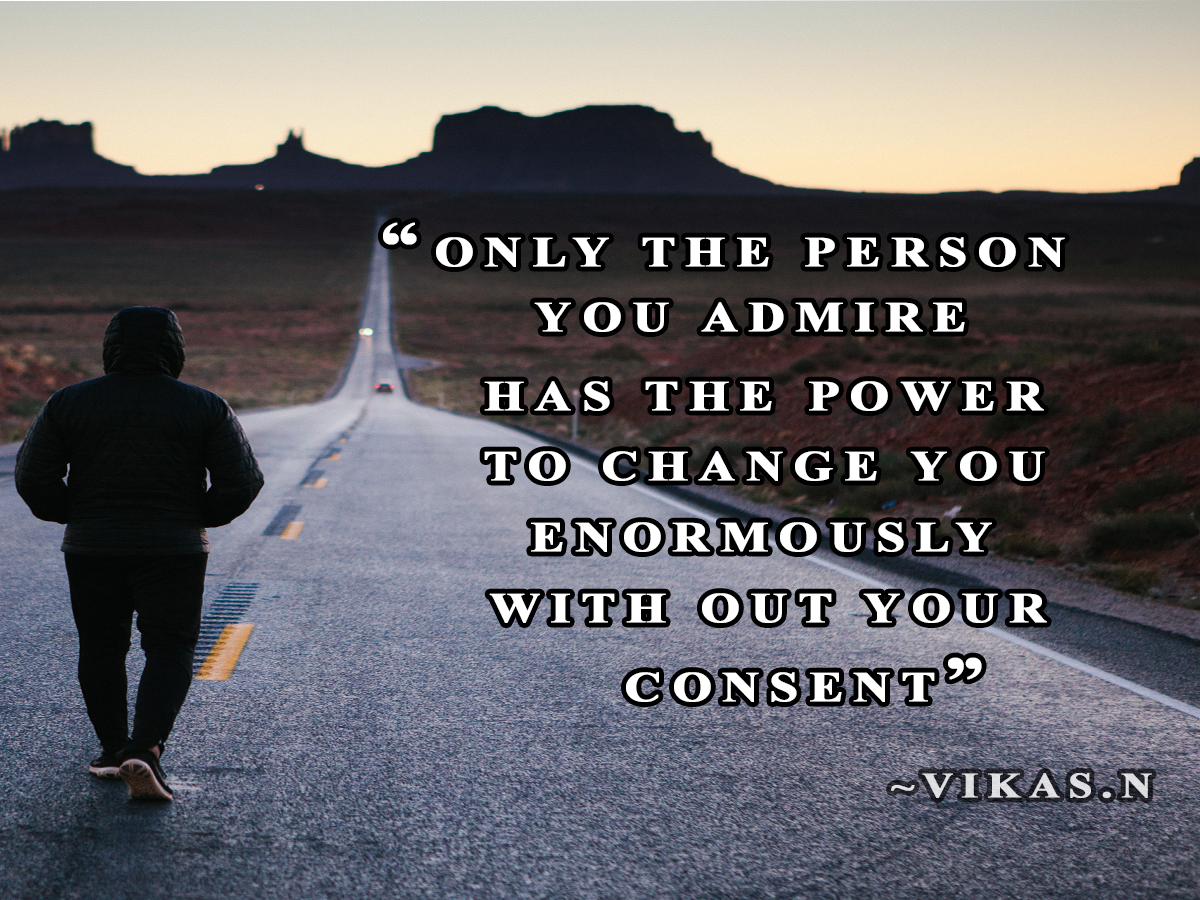 “ ONLY THE PERSON
YOU ADMIRE
HAS THE POWER
TO CHANGE YOU
ENORMOUSLY
WITH OUT YOUR
CONSENT”
~VIKAS.N